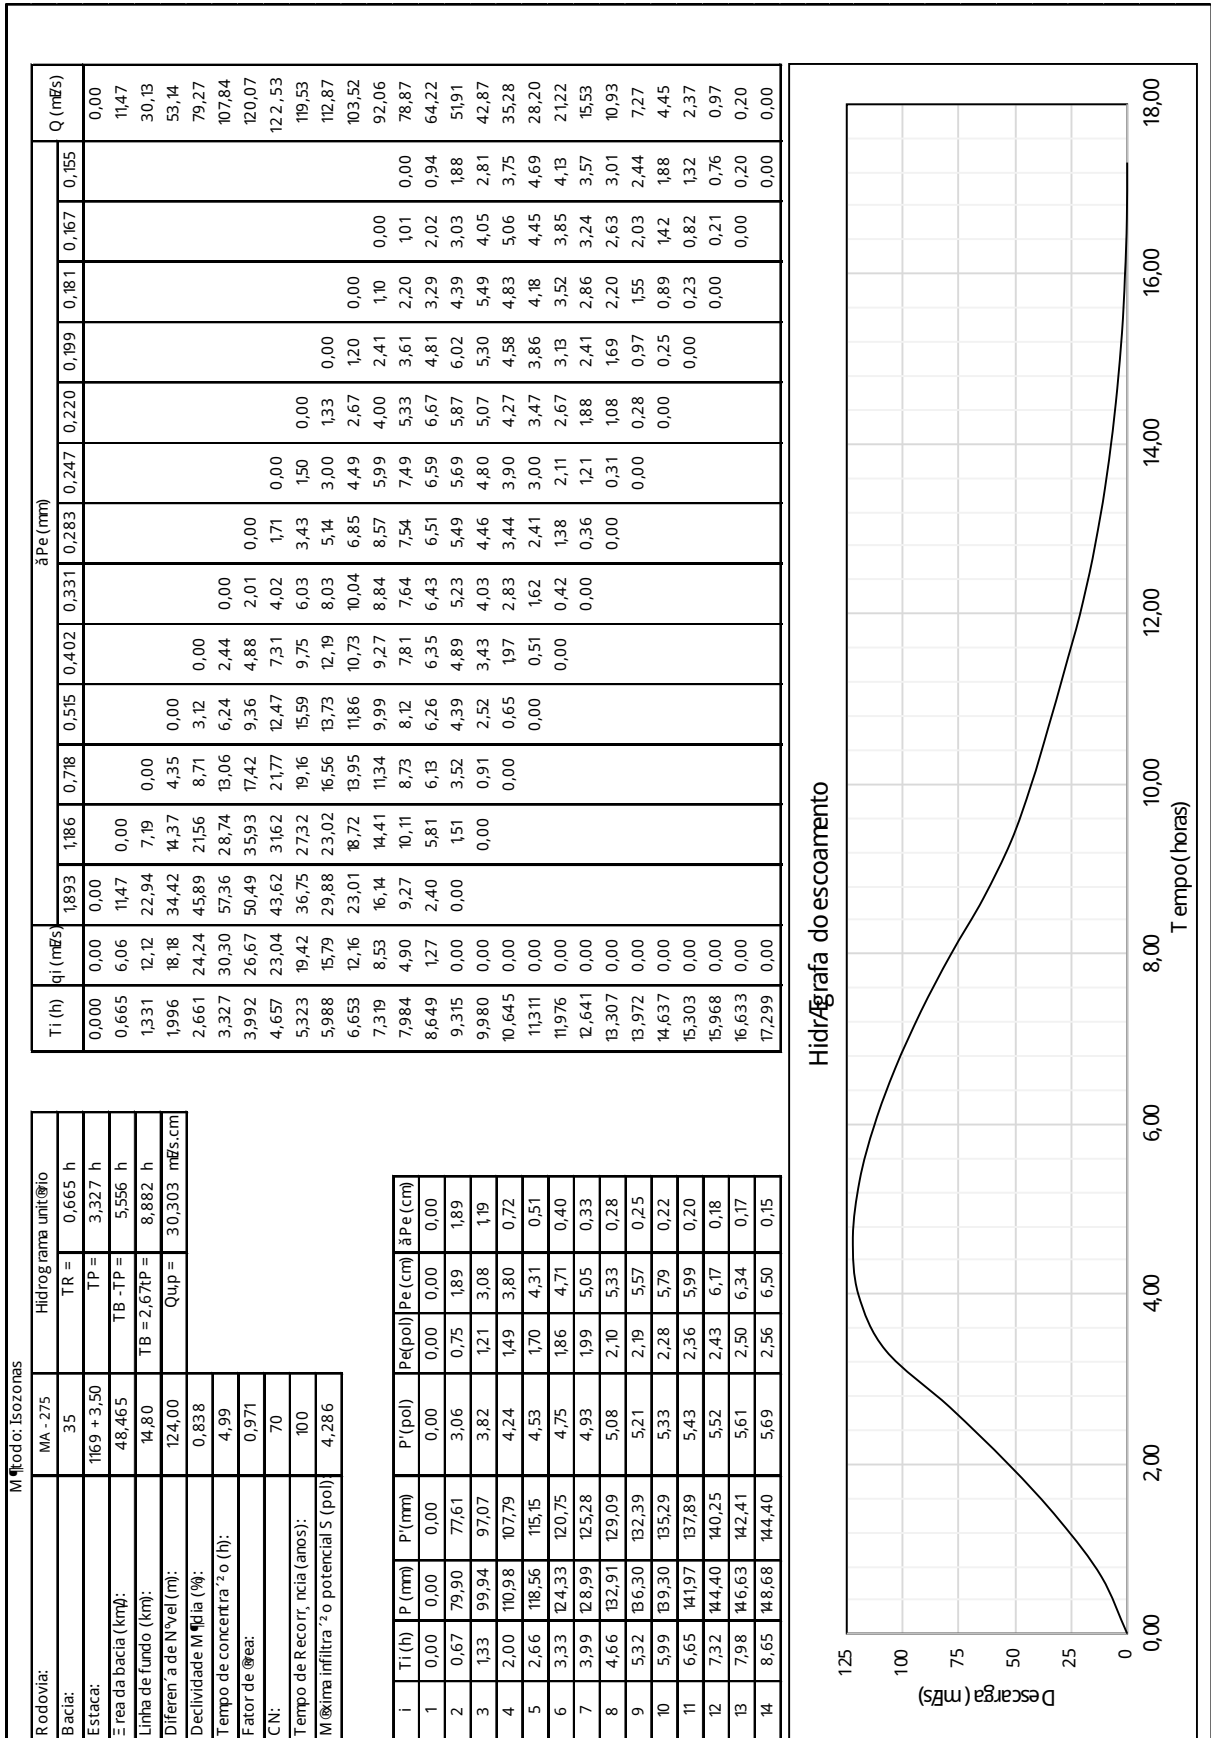 M¶todo: Isozonas
Rodovia: MA - 275 Hidrograma unit®rio
Bacia: 35 TR = 0,665 h
Estaca: 1169 + 3,50 TP = 3,327 h
rea da bacia (km): 48,465 TB - TP = 5,556 h
Linha de fundo (km): 14,80 TB = 2,67tP = 8,882 h
Diferen´a de N°vel (m): 124,00 Qu,p = 30,303 m/s.cm
Declividade M¶dia (%): 0,838
Tempo de concentra´²o (h): 4,99
Fator de ®rea: 0,971
CN: 70
Tempo de Recorr, ncia (anos): 100
M®xima infiltra´²o potencial S (pol): 4,286
i Ti (h) P (mm) P'(mm) P'(pol) Pe(pol) Pe (cm) ăPe (cm)
1 0,00 0,00 0,00 0,00 0,00 0,00 0,00
2 0,67 79,90 77,61 3,06 0,75 1,89 1,89
3 1,33 99,94 97,07 3,82 1,21 3,08 1,19
4 2,00 110,98 107,79 4,24 1,49 3,80 0,72
5 2,66 118,56 115,15 4,53 1,70 4,31 0,51
6 3,33 124,33 120,75 4,75 1,86 4,71 0,40
7 3,99 128,99 125,28 4,93 1,99 5,05 0,33
8 4,66 132,91 129,09 5,08 2,10 5,33 0,28
9 5,32 136,30 132,39 5,21 2,19 5,57 0,25
10 5,99 139,30 135,29 5,33 2,28 5,79 0,22
11 6,65 141,97 137,89 5,43 2,36 5,99 0,20
12 7,32 144,40 140,25 5,52 2,43 6,17 0,18
13 7,98 146,63 142,41 5,61 2,50 6,34 0,17
14 8,65 148,68 144,40 5,69 2,56 6,50 0,15
Ti (h) qi (m/s) ăPe (mm) Q (m/s)
1,893 1,186 0,718 0,515 0,402 0,331 0,283 0,247 0,220 0,199 0,181 0,167 0,155
0,000 0,00 0,00 0,00
0,665 6,06 11,47 0,00 11,47
1,331 12,12 22,94 7,19 0,00 30,13
1,996 18,18 34,42 14,37 4,35 0,00 53,14
2,661 24,24 45,89 21,56 8,71 3,12 0,00 79,27
3,327 30,30 57,36 28,74 13,06 6,24 2,44 0,00 107,84
3,992 26,67 50,49 35,93 17,42 9,36 4,88 2,01 0,00 120,07
4,657 23,04 43,62 31,62 21,77 12,47 7,31 4,02 1,71 0,00 122,53
5,323 19,42 36,75 27,32 19,16 15,59 9,75 6,03 3,43 1,50 0,00 119,53
5,988 15,79 29,88 23,02 16,56 13,73 12,19 8,03 5,14 3,00 1,33 0,00 112,87
6,653 12,16 23,01 18,72 13,95 11,86 10,73 10,04 6,85 4,49 2,67 1,20 0,00 103,52
7,319 8,53 16,14 14,41 11,34 9,99 9,27 8,84 8,57 5,99 4,00 2,41 1,10 0,00 92,06
7,984 4,90 9,27 10,11 8,73 8,12 7,81 7,64 7,54 7,49 5,33 3,61 2,20 1,01 0,00 78,87
8,649 1,27 2,40 5,81 6,13 6,26 6,35 6,43 6,51 6,59 6,67 4,81 3,29 2,02 0,94 64,22
9,315 0,00 0,00 1,51 3,52 4,39 4,89 5,23 5,49 5,69 5,87 6,02 4,39 3,03 1,88 51,91
9,980 0,00 0,00 0,91 2,52 3,43 4,03 4,46 4,80 5,07 5,30 5,49 4,05 2,81 42,87
10,645 0,00 0,00 0,65 1,97 2,83 3,44 3,90 4,27 4,58 4,83 5,06 3,75 35,28
11,311 0,00 0,00 0,51 1,62 2,41 3,00 3,47 3,86 4,18 4,45 4,69 28,20
11,976 0,00 0,00 0,42 1,38 2,11 2,67 3,13 3,52 3,85 4,13 21,22
12,641 0,00 0,00 0,36 1,21 1,88 2,41 2,86 3,24 3,57 15,53
13,307 0,00 0,00 0,31 1,08 1,69 2,20 2,63 3,01 10,93
13,972 0,00 0,00 0,28 0,97 1,55 2,03 2,44 7,27
14,637 0,00 0,00 0,25 0,89 1,42 1,88 4,45
15,303 0,00 0,00 0,23 0,82 1,32 2,37
15,968 0,00 0,00 0,21 0,76 0,97
16,633 0,00 0,00 0,20 0,20
17,299 0,00 0,00 0,00
HidrÆgrafa do escoamento
Descarga (m/s)
125
100
75
50
25
0
0,00 2,00 4,00 6,00 8,00 10,00 12,00 14,00 16,00 18,00
Tempo (horas)